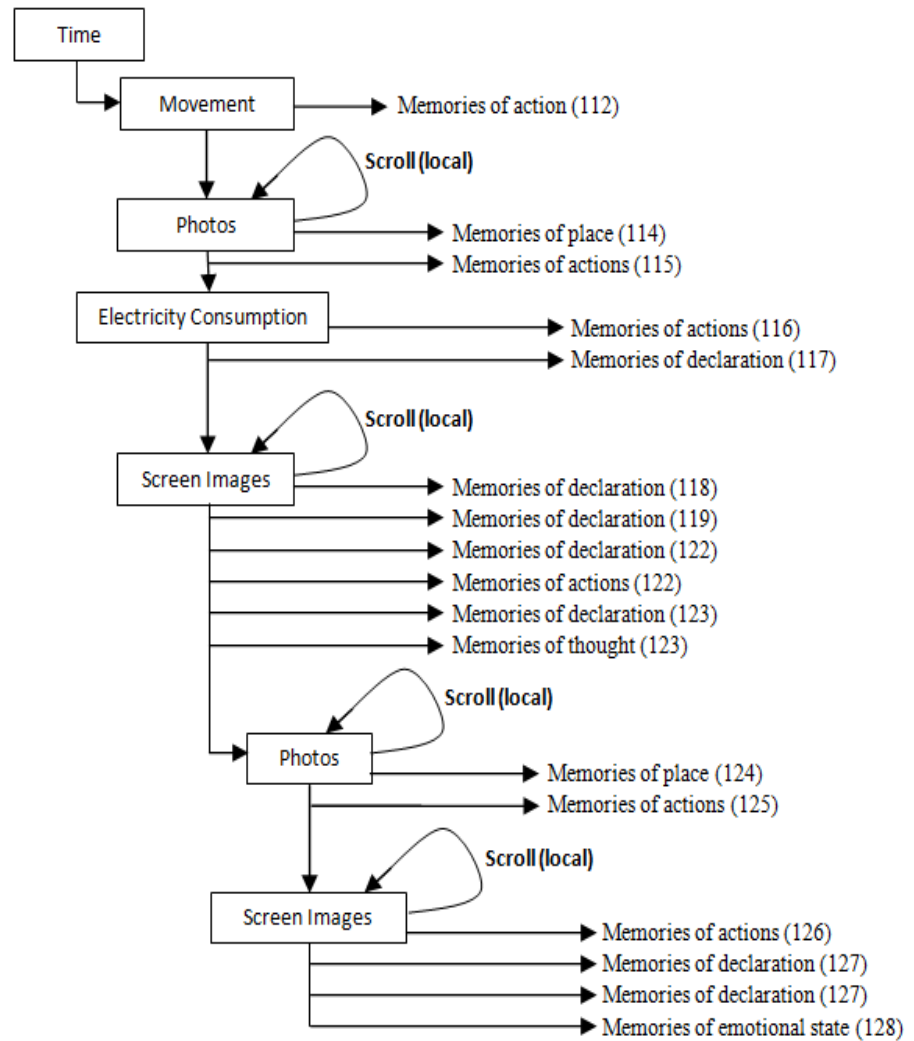 Time
Movement
Memories of action (112)
Scroll (local)
Photos
Memories of place (114)
Memories of actions (115)
Electricity Consumption
Memories of actions (116)
Memories of declaration (117)
Scroll (local)
Screen Images
Memories of declaration (118)
Memories of declaration (119)
Memories of declaration (122)
Memories of actions (122)
Memories of declaration (123)
Memories of thought (123)
Scroll (local)
Photos
Memories of place (124)
Memories of actions (125)
Scroll (local)
Screen Images
Memories of actions (126)
Memories of declaration (127)
Memories of declaration (127)
Memories of emotional state (128)